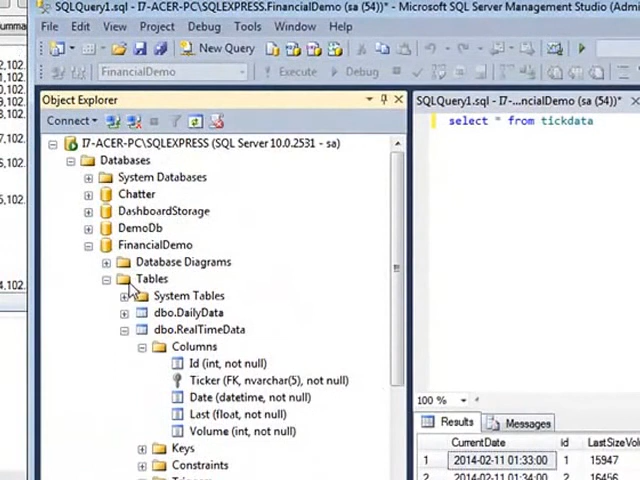 SQLQuery1.sql - I7-ACER-PC\SQLEXPRESS.FinancialDemo (sa (54))* - Microsoft SQL Server Management Studio (Admi
File Edit View Project Debug Tools Window Help
New Query
FinancialDemo Execute Debug
Object Explorer
Connect
I7-ACER-PC\SQLEXPRESS (SQL Server 10.0.2531 - sa)
Databases
System Databases
Chatter
DashboardStorage
DemoDb
FinancialDemo
Database Diagrams
Tables
System Tables
dbo.DailyData
dbo.RealTimeData
Columns
Id (int, not null)
Ticker (FK, nvarchar(5), not null)
Date (datetime, not null)
Last (float, not null)
Volume (int, not null)
Keys
Constraints
SQLQuery1.sql - I7-...ncialDemo (sa (54))*
select * from tickdata
100 %
Results Messages
CurrentDate Id LastSizeVol
1 2014-02-11 01:33:00 1 15947
2 2014-02-11 01:34:00 2 16456